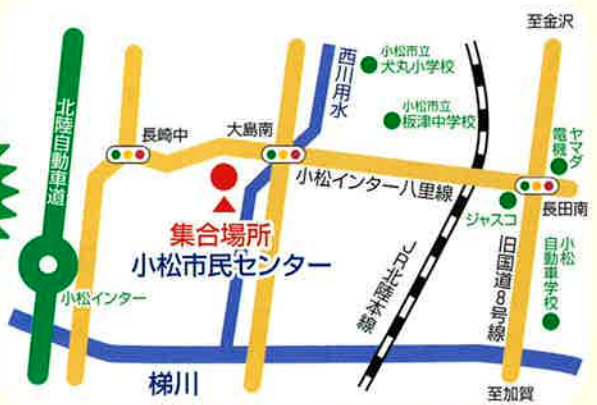 至金沢
小松市立
犬丸小学校
西川用水
小松市立
板津中学校
北陸自動車道
長崎中
大島南
ヤマダ
電機
小松インター八里線
長田南
ジャスコ
集合場所
小松市民センター
小松
自動車学校
旧国道8号線
JR北陸本線
小松インター
梯川
至加賀